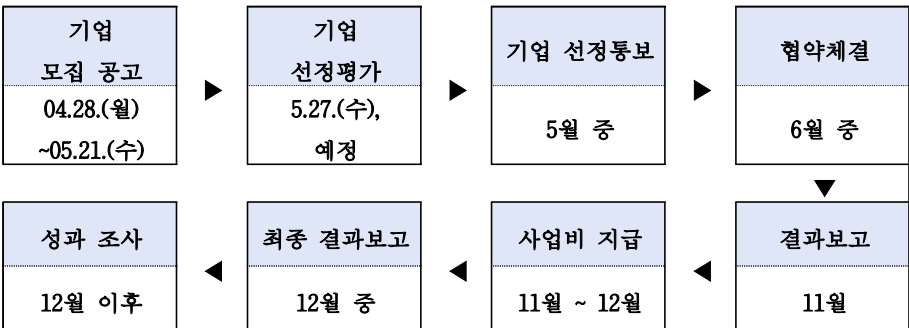 기업
모집 공고
04.28.(월)
~05.21.(수)
▶
기업
선정평가
5.27.(수),
예정
▶
기업 선정통보
5월 중
▶
협약체결
6월 중
▼
성과 조사
12월 이후
◀
최종 결과보고
12월 중
◀
사업비 지급
11월 ~ 12월
◀
결과보고
11월